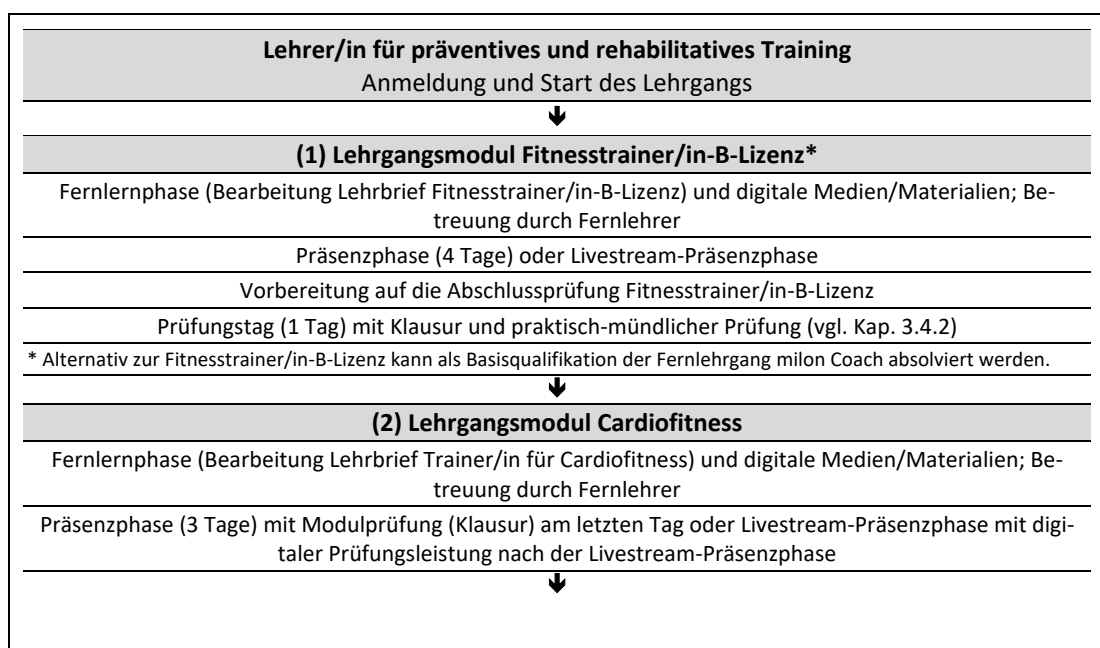 Lehrer/in für präventives und rehabilitatives Training
Anmeldung und Start des Lehrgangs
🡻
(1) Lehrgangsmodul Fitnesstrainer/in-B-Lizenz*
Fernlernphase (Bearbeitung Lehrbrief Fitnesstrainer/in-B-Lizenz) und digitale Medien/Materialien; Be-
treuung durch Fernlehrer
Präsenzphase (4 Tage) oder Livestream-Präsenzphase
Vorbereitung auf die Abschlussprüfung Fitnesstrainer/in-B-Lizenz
Prüfungstag (1 Tag) mit Klausur und praktisch-mündlicher Prüfung (vgl. Kap. 3.4.2)
* Alternativ zur Fitnesstrainer/in-B-Lizenz kann als Basisqualifikation der Fernlehrgang milon Coach absolviert werden.
🡻
(2) Lehrgangsmodul Cardiofitness
Fernlernphase (Bearbeitung Lehrbrief Trainer/in für Cardiofitness) und digitale Medien/Materialien; Be-
treuung durch Fernlehrer
Präsenzphase (3 Tage) mit Modulprüfung (Klausur) am letzten Tag oder Livestream-Präsenzphase mit digi-
taler Prüfungsleistung nach der Livestream-Präsenzphase
🡻